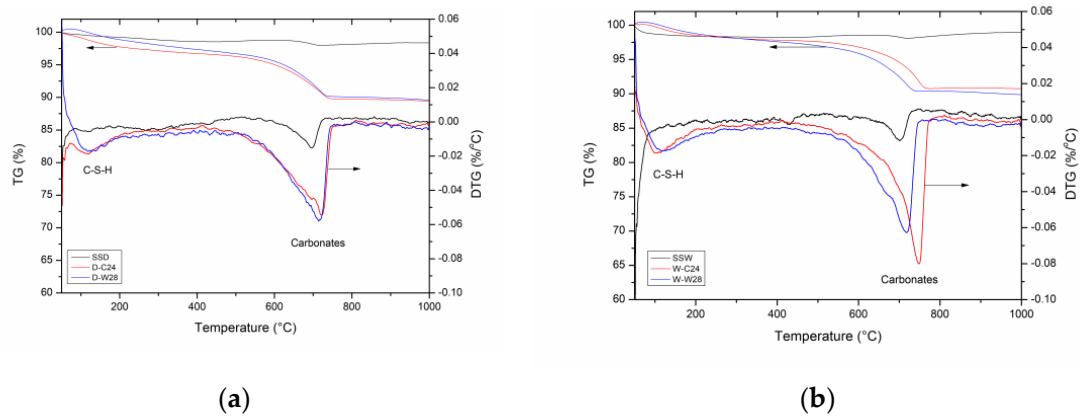 100
95
90
85
80
75
70
65
60
TG (%)
0.06
0.04
0.02
0.00
-0.02
-0.04
-0.06
-0.08
-0.10
DTG (%/°C)
C-S-H
Carbonates
SSD
D-C24
D-W28
200 400 600 800 1000
Temperature (°C)
(a)
100
95
90
85
80
75
70
65
60
TG (%)
0.04
0.02
0.00
-0.02
-0.04
-0.06
-0.08
-0.10
DTG (%/°C)
C-S-H
Carbonates
SSW
W-C24
W-W28
200 400 600 800 1000
Temperature (°C)
(b)